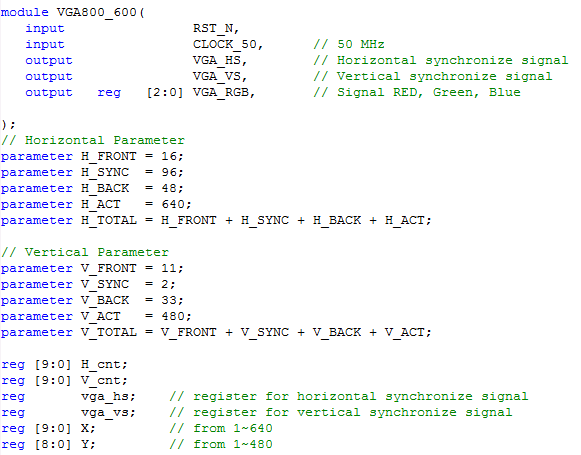 module VGA800_600(
input RST_N,
input CLOCK_50, // 50 MHz
output VGA_HS, // Horizontal synchronize signal
output VGA_VS, // Vertical synchronize signal
output reg [2:0] VGA_RGB, // Signal RED, Green, Blue
);
// Horizontal Parameter
parameter H_FRONT = 16;
parameter H_SYNC = 96;
parameter H_BACK = 48;
parameter H_ACT = 640;
parameter H_TOTAL = H_FRONT + H_SYNC + H_BACK + H_ACT;
// Vertical Parameter
parameter V_FRONT = 11;
parameter V_SYNC = 2;
parameter V_BACK = 33;
parameter V_ACT = 480;
parameter V_TOTAL = V_FRONT + V_SYNC + V_BACK + V_ACT;
reg [9:0] H_cnt;
reg [9:0] V_cnt;
reg vga_hs; // register for horizontal synchronize signal
reg vga_vs; // register for vertical synchronize signal
reg [9:0] X; // from 1~640
reg [8:0] Y; // from 1~480